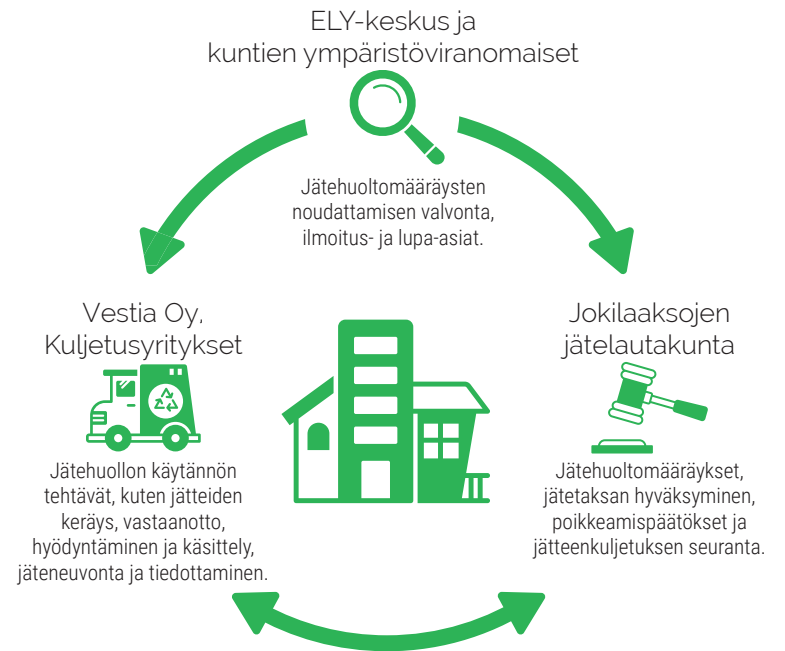 ELY-keskus ja
kuntien ympäristöviranomaiset
Jätehuoltomääräysten
noudattamisen valvonta,
ilmoitus- ja lupa-asiat.
Vestia Oy,
Kuljetusyritykset
Jätehuollon käytännön
tehtävät, kuten jätteiden
keräys, vastaanotto,
hyödyntäminen ja käsittely,
jäteneuvonta ja tiedottaminen.
Jokilaaksojen
jätelautakunta
Jätehuoltomääräykset,
jätetaksan hyväksyminen,
poikkeamispäätökset ja
jätteenkuljetuksen seuranta.